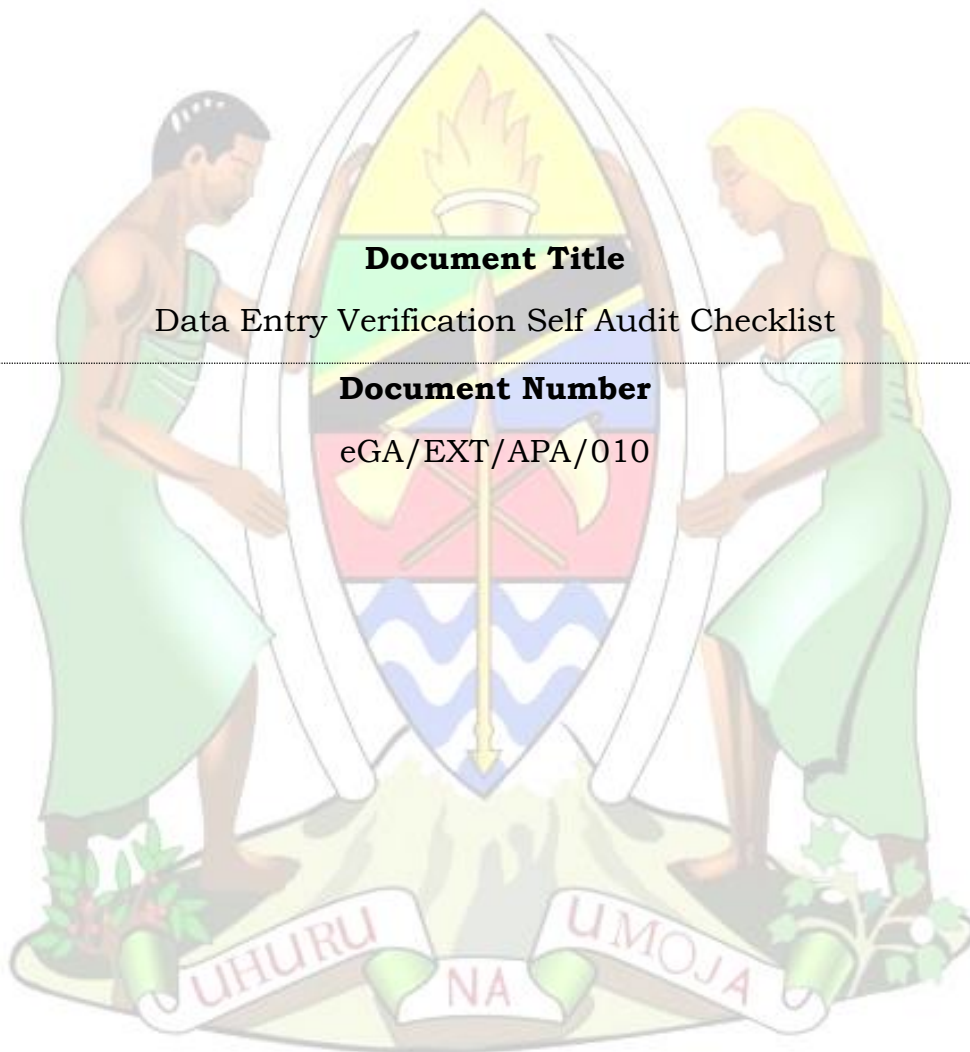 Document Title
Data Entry Verification Self Audit Checklist
Document Number
eGA/EXT/APA/010
UHURU
NA
UMOJA